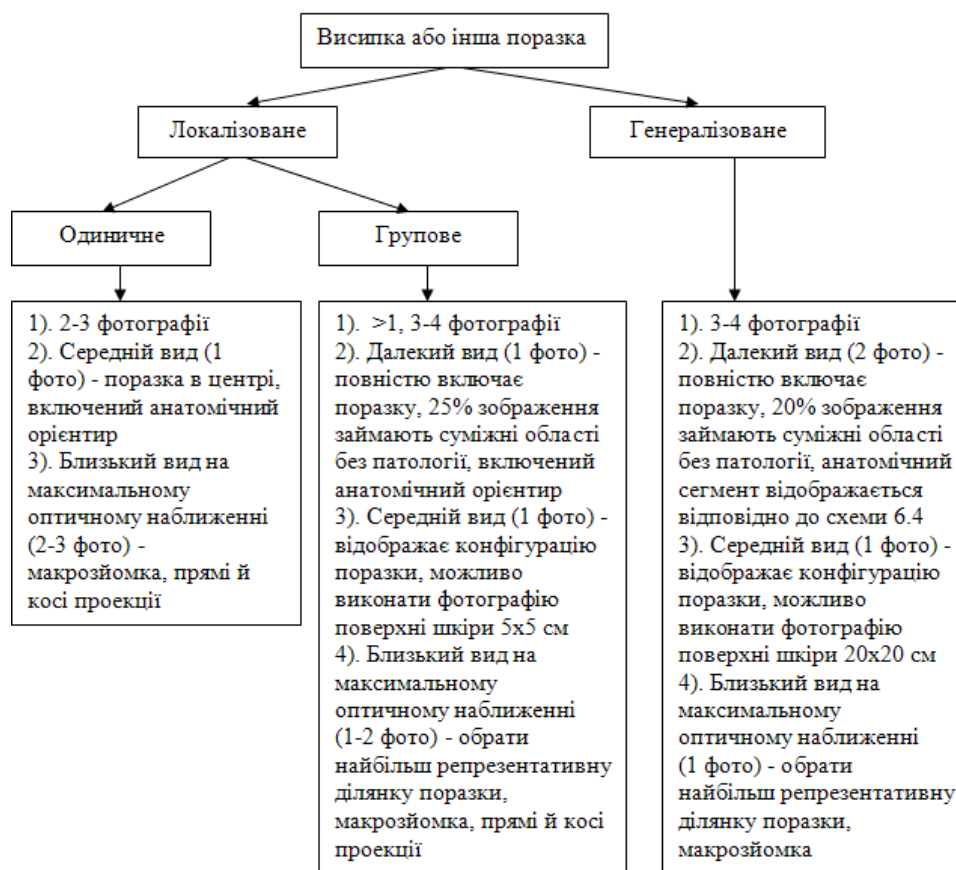 Висипка або інша поразка
Локалізоване
Генералізоване
Одиничне
Групове
1). 2-3 фотографії
2). Середній вид (1
фото) - поразка в центрі,
включений анатомічний
орієнтир
3). Близький вид на
максимальному
оптичному наближенні
(2-3 фото) -
макрозйомка, прямі й
косі проекції
1). >1, 3-4 фотографії
2). Далекий вид (1 фото) -
повністю включає
поразку, 25% зображення
займають суміжні області
без патології, включений
анатомічний орієнтир
3). Середній вид (1 фото) -
відображає конфігурацію
поразки, можливо
виконати фотографію
поверхні шкіри 5х5 см
4). Близький вид на
максимальному
оптичному наближенні
(1-2 фото) - обрати
найбільш репрезентативну
ділянку поразки,
макрозйомка, прямі й косі
проекції
1). 3-4 фотографії
2). Далекий вид (2 фото) -
повністю включає
поразку, 20% зображення
займають суміжні області
без патології, анатомічний
сегмент відображається
відповідно до схеми 6.4
3). Середній вид (1 фото) -
відображає конфігурацію
поразки, можливо
виконати фотографію
поверхні шкіри 20х20 см
4). Близький вид на
максимальному
оптичному наближенні
(1 фото) - обрати
найбільш репрезентативну
ділянку поразки,
макрозйомка